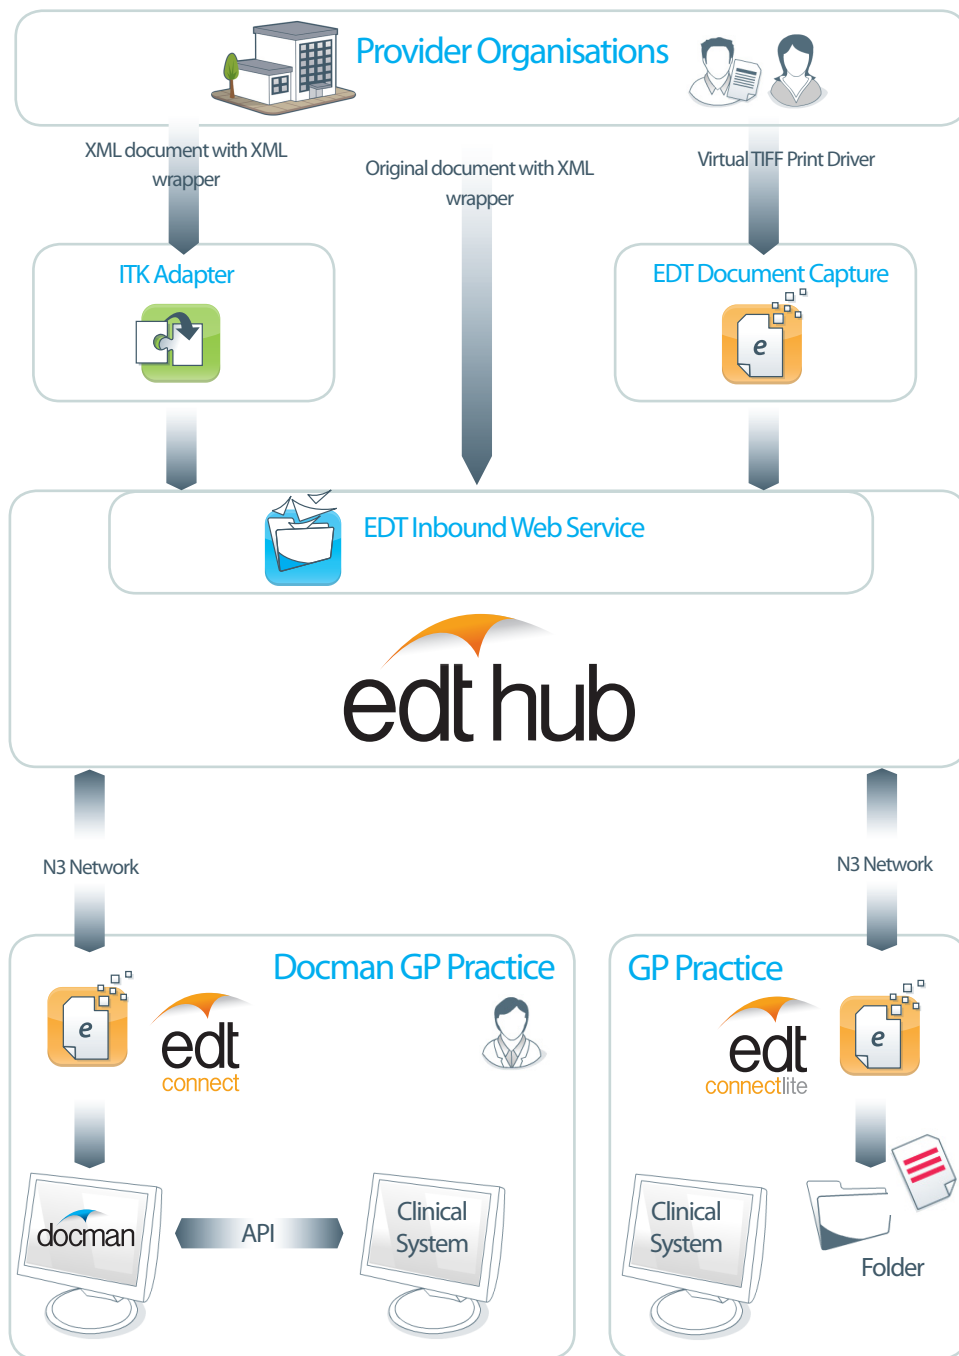 Provider Organisations
XML document with XML
wrapper
Original document with XML
wrapper
Virtual TIFF Print Driver
ITK Adapter
EDT Document Capture
e
EDT Inbound Web Service
edt hub
N3 Network
N3 Network
Docman GP Practice
GP Practice
e
edt
connect
edt
connectlite
e
docman
API
Clinical
System
Clinical
System
Folder